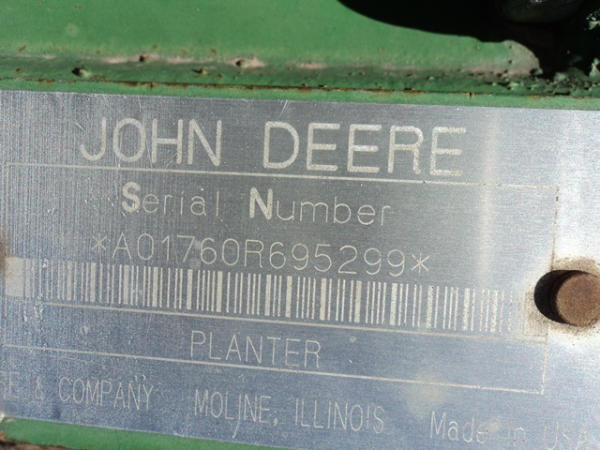 JOHN DEERE
Serial Number
*A01760R695299*
PLANTER
E & COMPANY MOLINE, ILLINOIS Made in USA